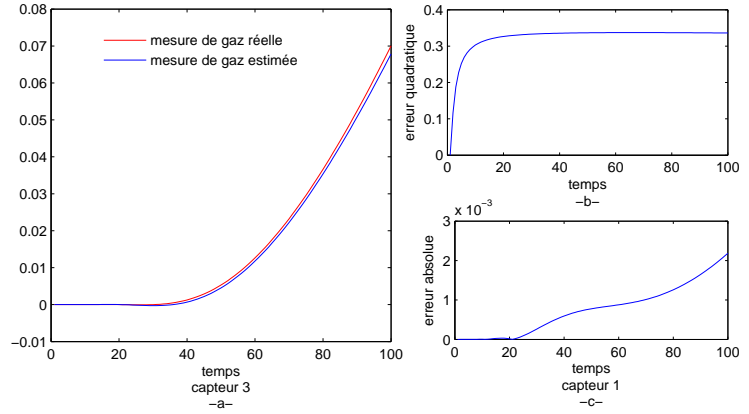 0.08
0.07
0.06
0.05
0.04
0.03
0.02
0.01
0
−0.01
mesure de gaz réelle
mesure de gaz estimée
0 20 40 60 80 100
temps
capteur 3
−a−
erreur quadratique
0.4
0.3
0.2
0.1
0
0 20 40 60 80 100
temps
−b−
x 10−3
erreur absolue
3
2
1
0
0 20 40 60 80 100
temps
capteur 1
−c−